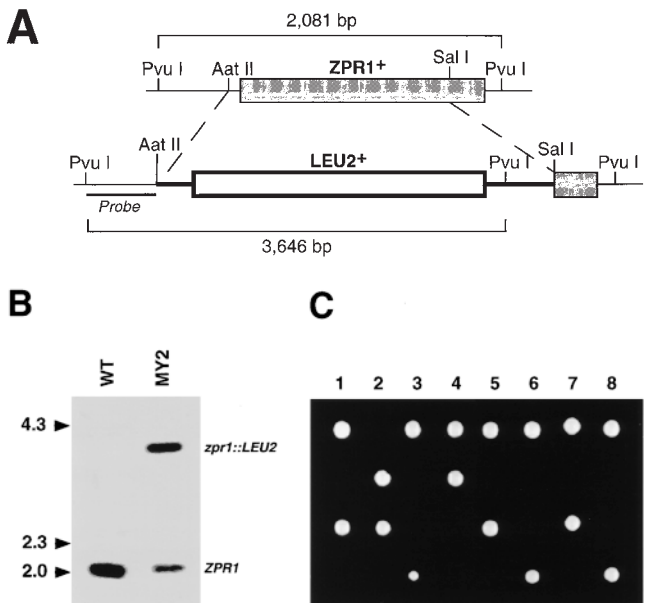 A
2,081 bp
Pvu I Aat II ZPR1+ Sal I Pvu I
Aat II
Pvu I LEU2+ Pvu I Sal I Pvu I
Probe
3,646 bp
B
WT MY2
4.3
zpr1::LEU2
2.3
2.0
ZPR1
C
1 2 3 4 5 6 7 8